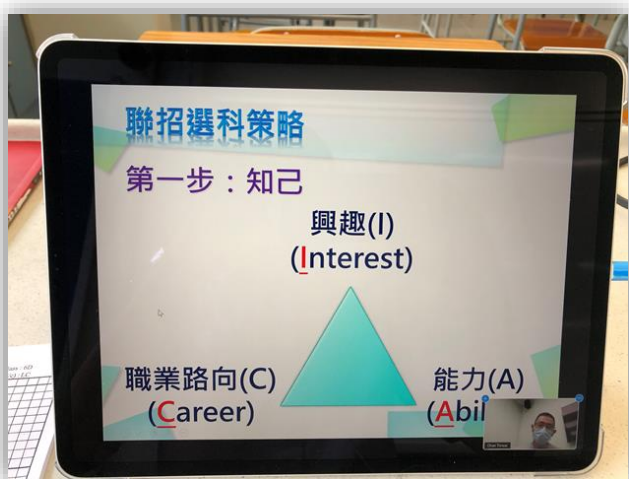 聯招選科策略
第一步：知己
興趣(I)
(Interest)
職業路向(C)
(Career)
能力(A)
(Abil